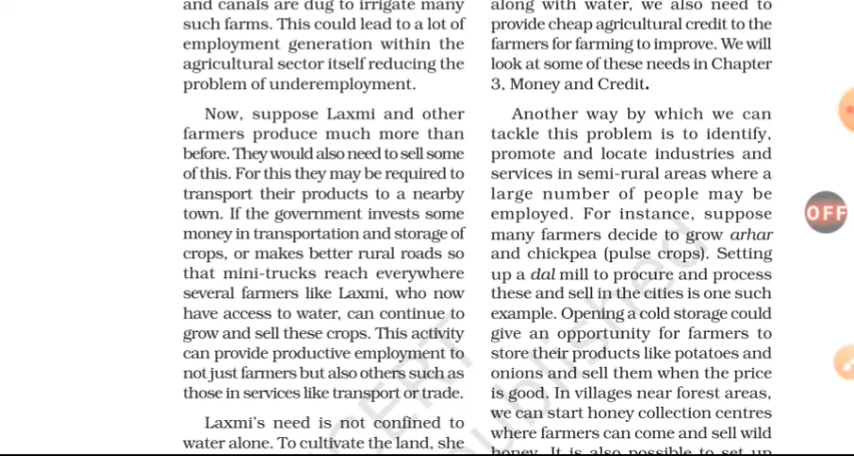 and canals are dug to irrigate many
such farms. This could lead to a lot of
employment generation within the
agricultural sector itself reducing the
problem of underemployment.
Now, suppose Laxmi and other
farmers produce much more than
before. They would also need to sell some
of this. For this they may be required to
transport their products to a nearby
town. If the government invests some
money in transportation and storage of
crops, or makes better rural roads so
that mini-trucks reach everywhere
several farmers like Laxmi, who now
have access to water, can continue to
grow and sell these crops. This activity
can provide productive employment to
not just farmers but also others such as
those in services like transport or trade.
Laxmi's need is not confined to
water alone. To cultivate the land, she
along with water, we also need to
provide cheap agricultural credit to the
farmers for farming to improve. We will
look at some of these needs in Chapter
3, Money and Credit.
Another way by which we can
tackle this problem is to identify,
promote and locate industries and
services in semi-rural areas where a
large number of people may be
employed. For instance, suppose
many farmers decide to grow arhar
and chickpea (pulse crops). Setting
up a dal mill to procure and process
these and sell in the cities is one such
example. Opening a cold storage could
give an opportunity for farmers to
store their products like potatoes and
onions and sell them when the price
is good. In villages near forest areas,
we can start honey collection centres
where farmers can come and sell wild
honey. It is also possible to set up
OFF
CERT
published